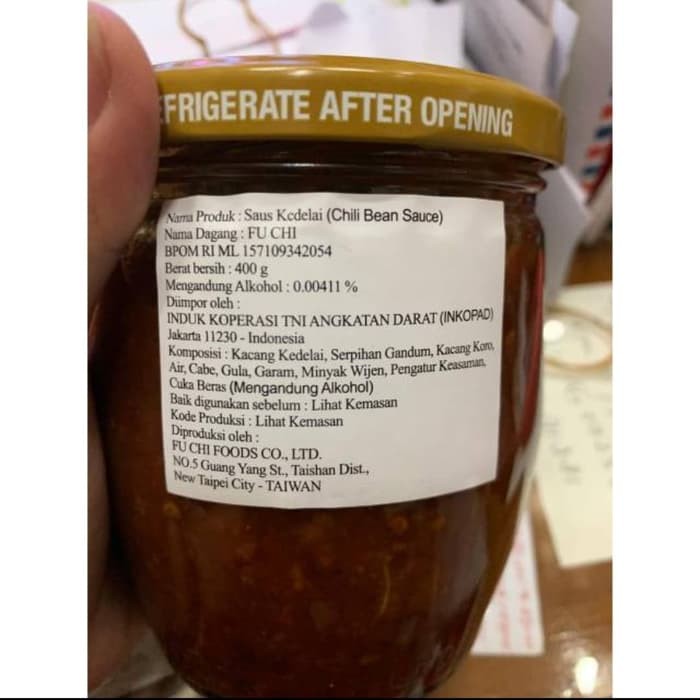 EFRIGERATE AFTER OPENING
Nama Produk : Saus Kedelai (Chili Bean Sauce)
Nama Dagang : FU CHI
BPOM RI ML 157109342054
Berat bersih : 400 g
Mengandung Alkohol : 0.00411 %
Diimpor oleh :
INDUK KOPERASI TNI ANGKATAN DARAT (INKOPAD)
Jakarta 11230 - Indonesia
Komposisi : Kacang Kedelai, Serpihan Gandum, Kacang Koro,
Air, Cabe, Gula, Garam, Minyak Wijen, Pengatur Keasaman,
Cuka Beras (Mengandung Alkohol)
Baik digunakan sebelum : Lihat Kemasan
Kode Produksi : Lihat Kemasan
Diproduksi oleh :
FU CHI FOODS CO., LTD.
NO.5 Guang Yang St., Taishan Dist.,
New Taipei City - TAIWAN